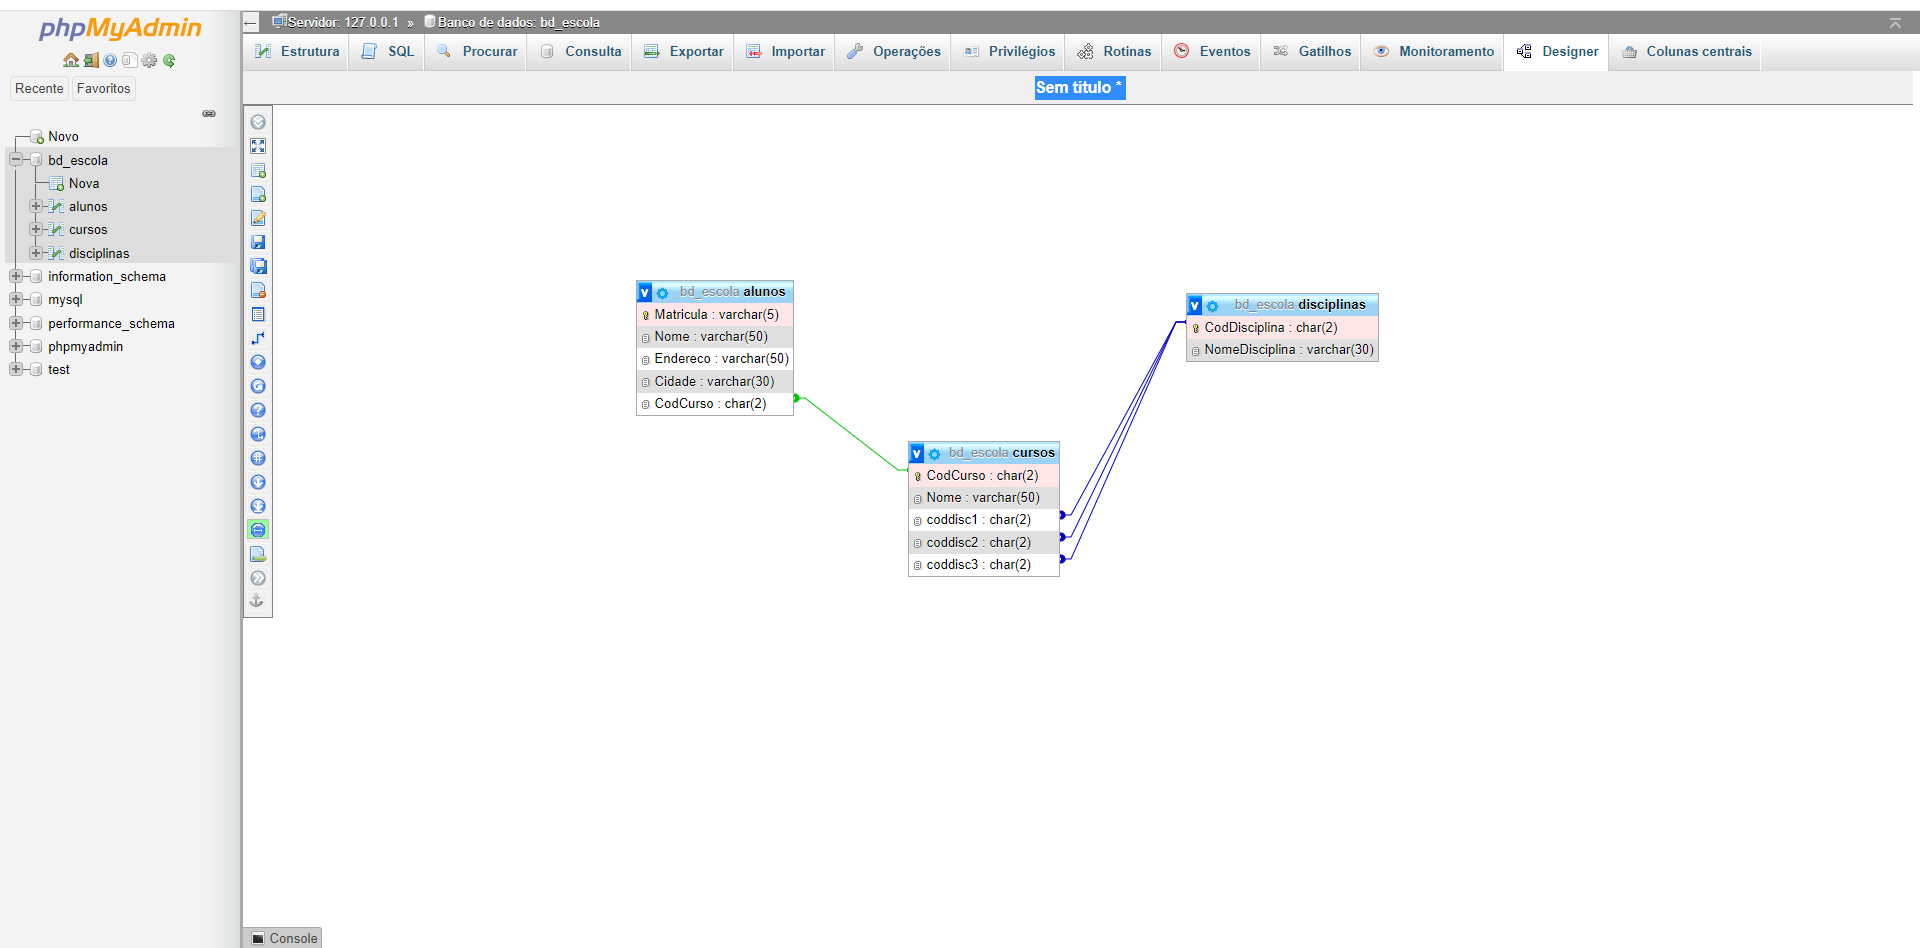 phpMyAdmin
Recente Favoritos
Novo
bd_escola
Nova
alunos
cursos
disciplinas
information_schema
mysql
performance_schema
phpmyadmin
test
← Servidor: 127.0.0.1 » Banco de dados: bd_escola
Estrutura SQL Procurar Consulta Exportar Importar Operações Privilégios Rotinas Eventos Gatilhos Monitoramento Designer Colunas centrais
Sem título *
v bd_escola alunos
Matricula : varchar(5)
Nome : varchar(50)
Endereco : varchar(50)
Cidade : varchar(30)
CodCurso : char(2)
v bd_escola cursos
CodCurso : char(2)
Nome : varchar(50)
coddisc1 : char(2)
coddisc2 : char(2)
coddisc3 : char(2)
v bd_escola disciplinas
CodDisciplina : char(2)
NomeDisciplina : varchar(30)
Console